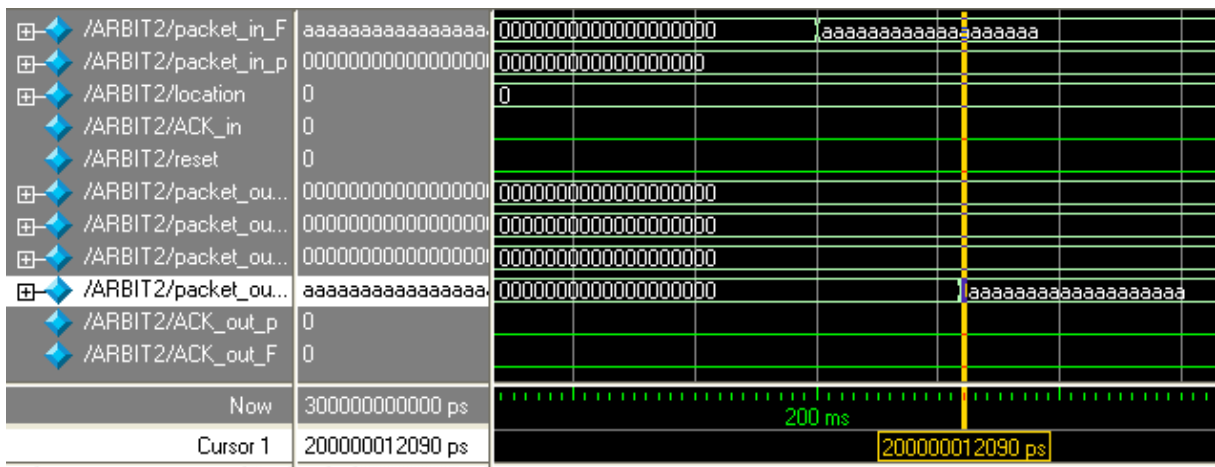 /ARBIT2/packet_in_F aaaaaaaaaaaaaaaa. 0000000000000000000 aaaaaaaaaaaaaaaaaaa
/ARBIT2/packet_in_p 0000000000000000 0000000000000000000
/ARBIT2/location 0 0
/ARBIT2/ACK_in 0
/ARBIT2/reset 0
/ARBIT2/packet_ou... 0000000000000000 0000000000000000000
/ARBIT2/packet_ou... 0000000000000000 0000000000000000000
/ARBIT2/packet_ou... 0000000000000000 0000000000000000000
/ARBIT2/packet_ou... aaaaaaaaaaaaaaaa. 0000000000000000000 aaaaaaaaaaaaaaaaaaa
/ARBIT2/ACK_out_p 0
/ARBIT2/ACK_out_F 0
Now 300000000000 ps 200 ms
Cursor 1 200000012090 ps 200000012090 ps